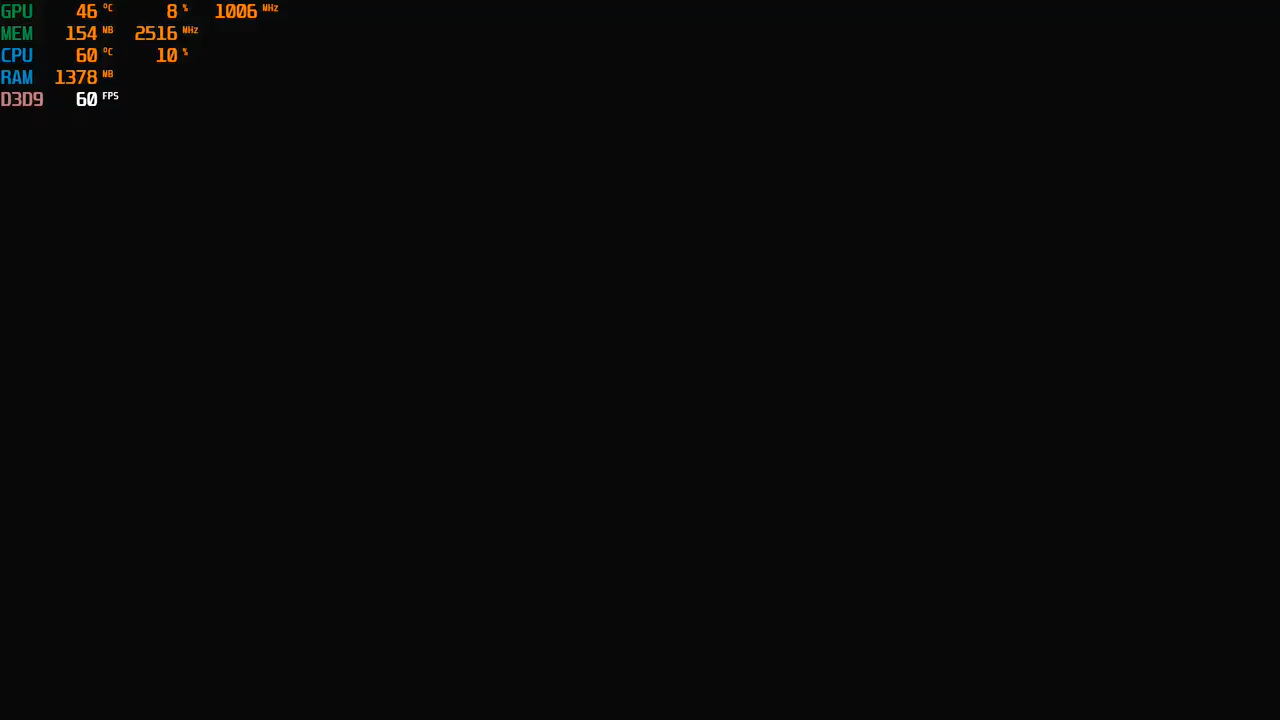 GPU 46 °C 8 % 1006 MHz
MEM 154 MB 2516 MHz
CPU 60 °C 10 %
RAM 1378 MB
D3D9 60 FPS